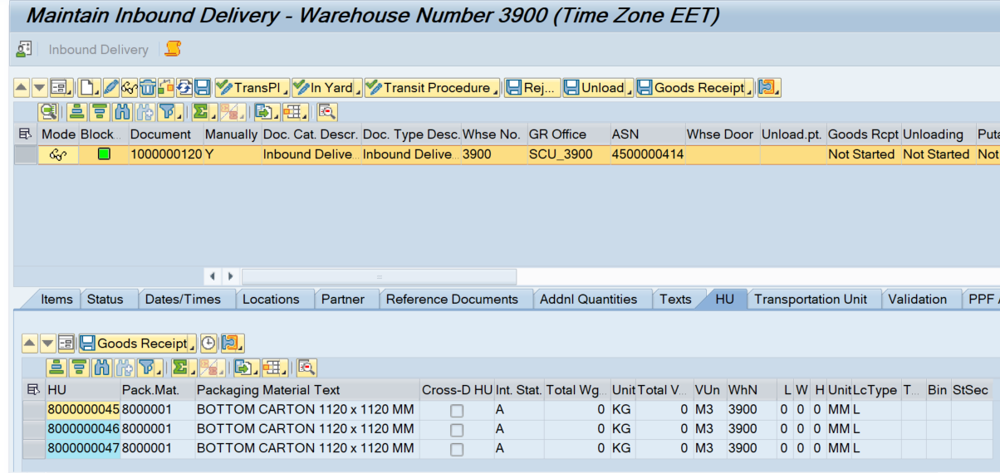 Maintain Inbound Delivery - Warehouse Number 3900 (Time Zone EET)
Inbound Delivery
TransPl In Yard Transit Procedure Rej... Unload Goods Receipt
Mode Block... Document Manually Doc. Cat. Descr. Doc. Type Desc. Whse No. GR Office ASN Whse Door Unload.pt. Goods Rcpt Unloading Puta
1000000120 Y Inbound Delive... Inbound Delive... 3900 SCU_3900 4500000414 Not Started Not Started Not
Items Status Dates/Times Locations Partner Reference Documents Addnl Quantities Texts HU Transportation Unit Validation PPF A
Goods Receipt
HU Pack.Mat. Packaging Material Text Cross-D HU Int. Stat. Total Wg... Unit Total V... VUn WhN L W H Unit LcType T... Bin StSec
8000000045 8000001 BOTTOM CARTON 1120 x 1120 MM A 0 KG 0 M3 3900 0 0 0 MM L
8000000046 8000001 BOTTOM CARTON 1120 x 1120 MM A 0 KG 0 M3 3900 0 0 0 MM L
8000000047 8000001 BOTTOM CARTON 1120 x 1120 MM A 0 KG 0 M3 3900 0 0 0 MM L